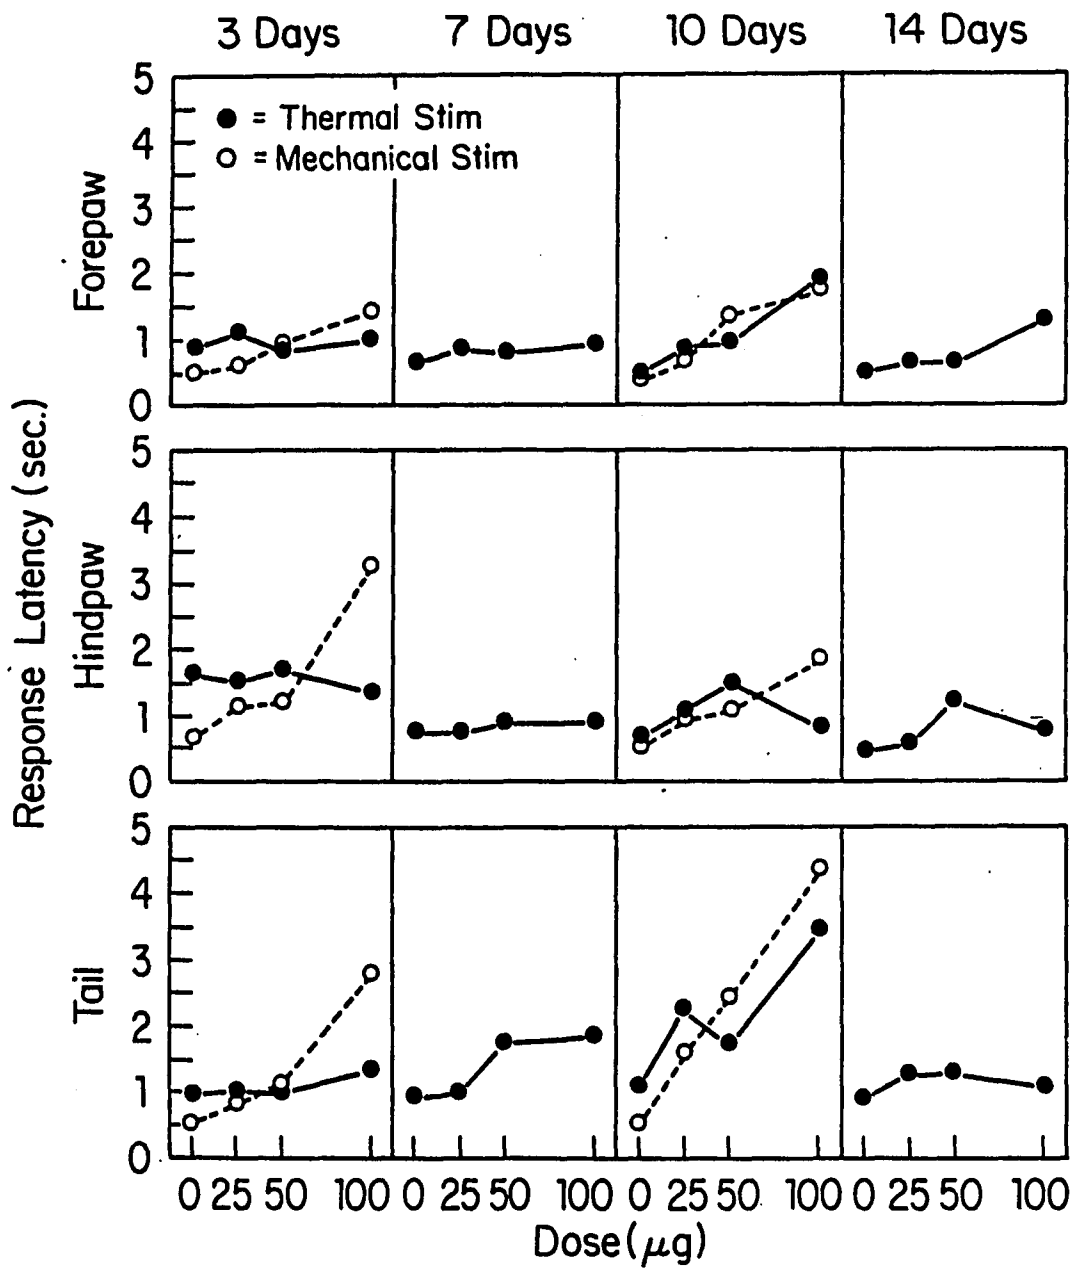 3 Days 7 Days 10 Days 14 Days
● = Thermal Stim
○ = Mechanical Stim
Forepaw
5
4
3
2
1
0
Response Latency (sec.)
Hindpaw
5
4
3
2
1
0
Tail
5
4
3
2
1
0
0 25 50 100 0 25 50 100 0 25 50 100 0 25 50 100
Dose (μg)